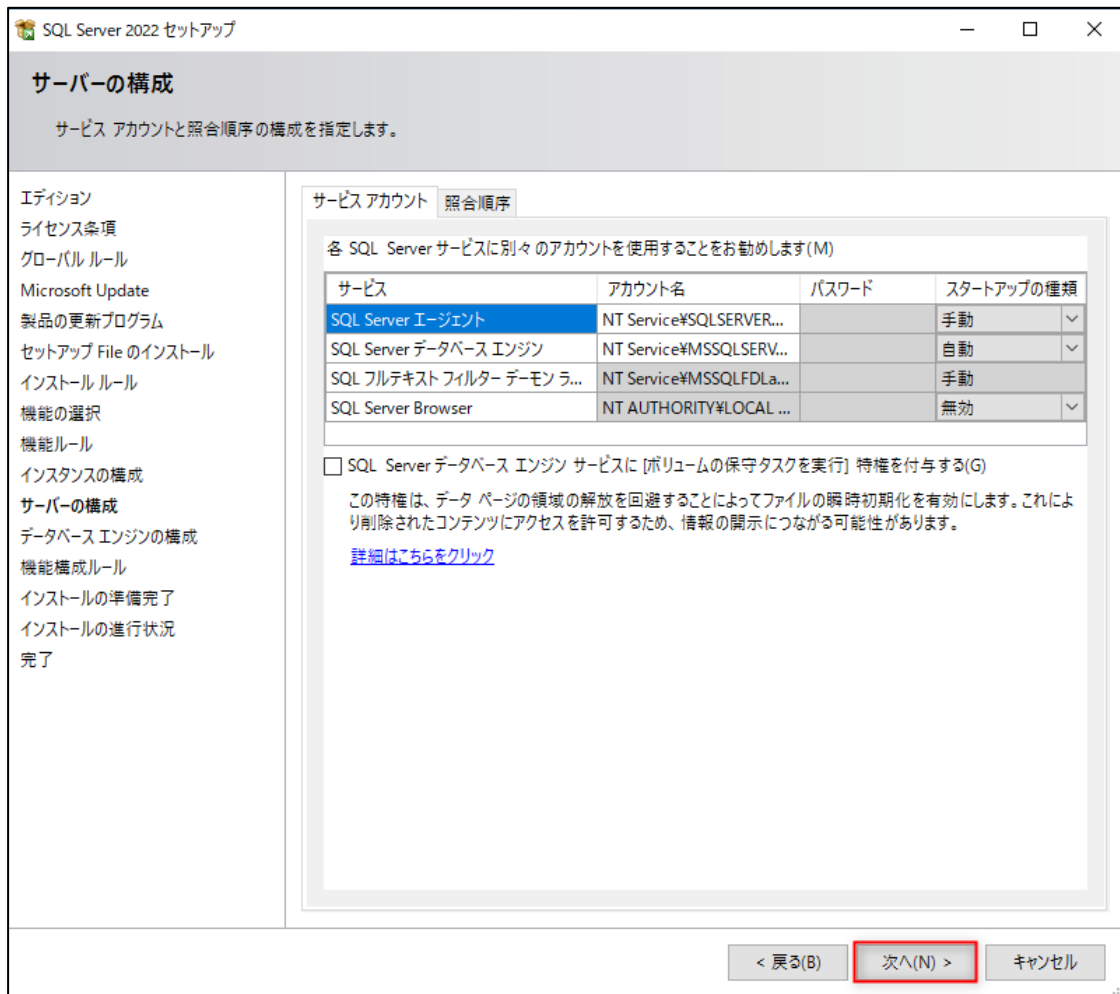 SQL Server 2022 セットアップ
サーバーの構成
サービス アカウントと照合順序の構成を指定します。
エディション
ライセンス条項
グローバル ルール
Microsoft Update
製品の更新プログラム
セットアップ File のインストール
インストール ルール
機能の選択
機能ルール
インスタンスの構成
サーバーの構成
データベース エンジンの構成
機能構成ルール
インストールの準備完了
インストールの進行状況
完了
サービス アカウント 照合順序
各 SQL Server サービスに別々のアカウントを使用することをお勧めします(M)
サービス アカウント名 パスワード スタートアップの種類
SQL Server エージェント NT Service¥SQLSERVER... 手動
SQL Server データベース エンジン NT Service¥MSSQLSERV... 自動
SQL フルテキスト フィルター デーモン ラ... NT Service¥MSSQLFDLa... 手動
SQL Server Browser NT AUTHORITY¥LOCAL ... 無効
SQL Server データベース エンジン サービスに [ボリュームの保守タスクを実行] 特権を付与する(G)
この特権は、データ ページの領域の解放を回避することによってファイルの瞬時初期化を有効にします。これによ
り削除されたコンテンツにアクセスを許可するため、情報の開示につながる可能性があります。
詳細はこちらをクリック
< 戻る(B) 次へ(N) > キャンセル